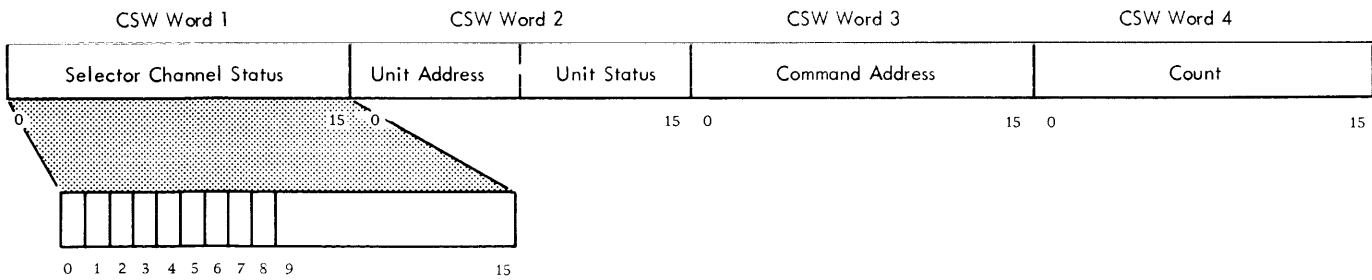 CSW Word 1 CSW Word 2 CSW Word 3 CSW Word 4
Selector Channel Status Unit Address Unit Status Command Address Count
0 15 0 15 0 15 0 15
0 1 2 3 4 5 6 7 8 9 15